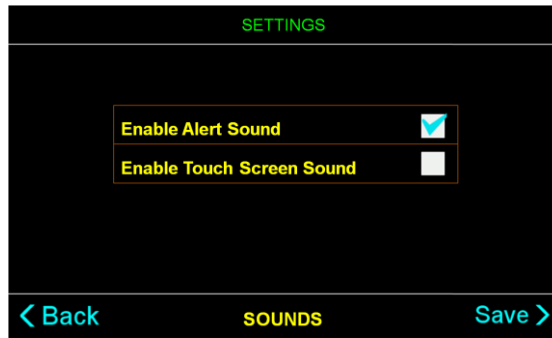 SETTINGS
Enable Alert Sound
Enable Touch Screen Sound
Back
SOUNDS
Save